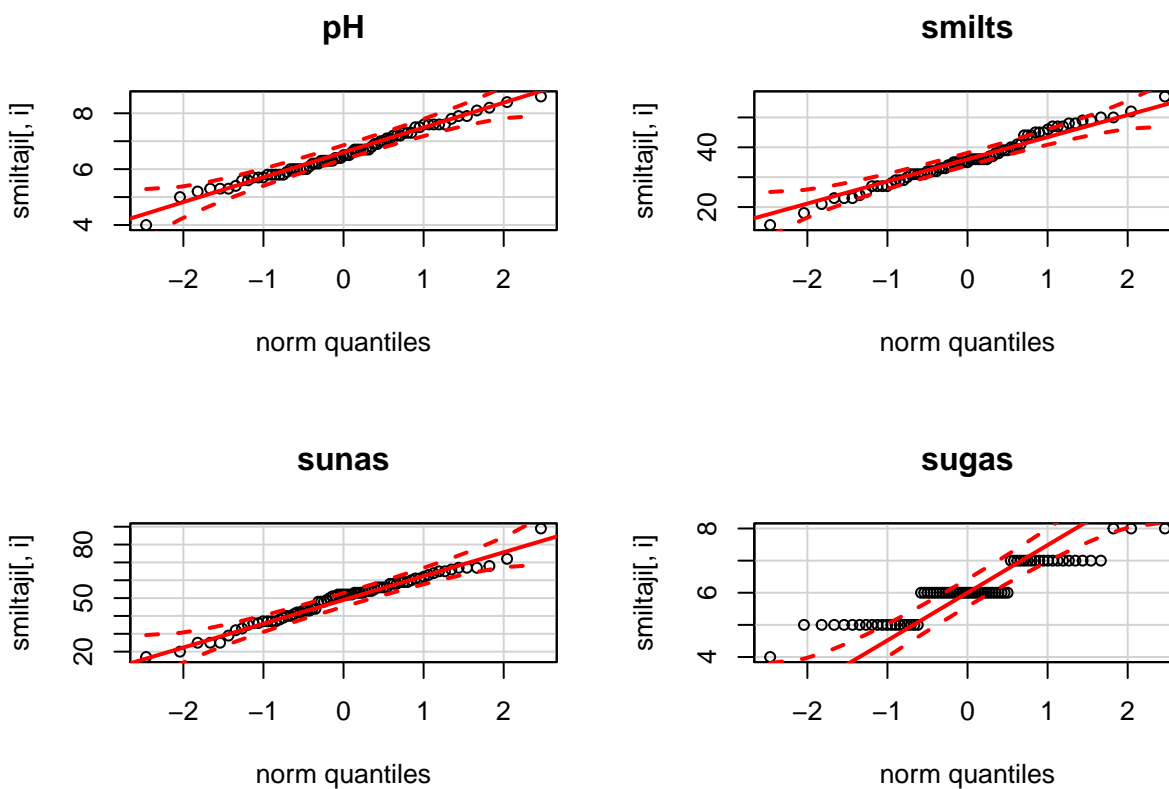 pH
smiltaji[, i]
8
6
4
−2 −1 0 1 2
norm quantiles
smilts
smiltaji[, i]
40
20
−2 −1 0 1 2
norm quantiles
sunas
smiltaji[, i]
80
50
20
−2 −1 0 1 2
norm quantiles
sugas
smiltaji[, i]
8
6
4
−2 −1 0 1 2
norm quantiles